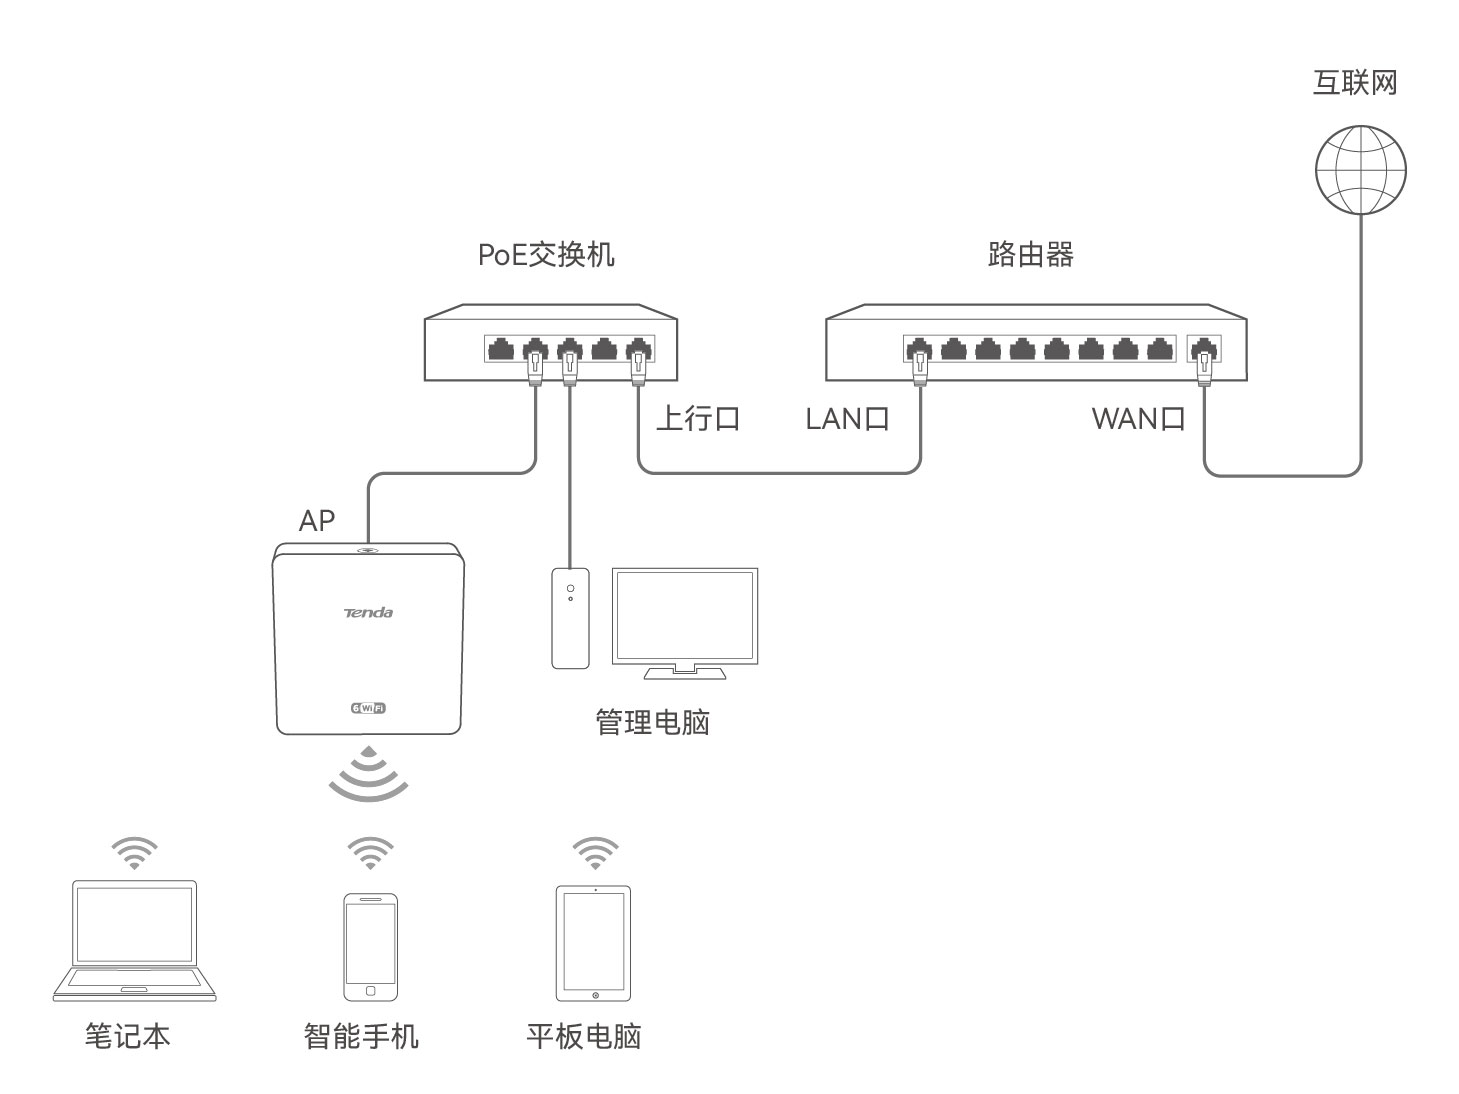 互联网
PoE交换机
路由器
上行口
LAN口
WAN口
AP
Tenda
6 WiFi
管理电脑
笔记本
智能手机
平板电脑